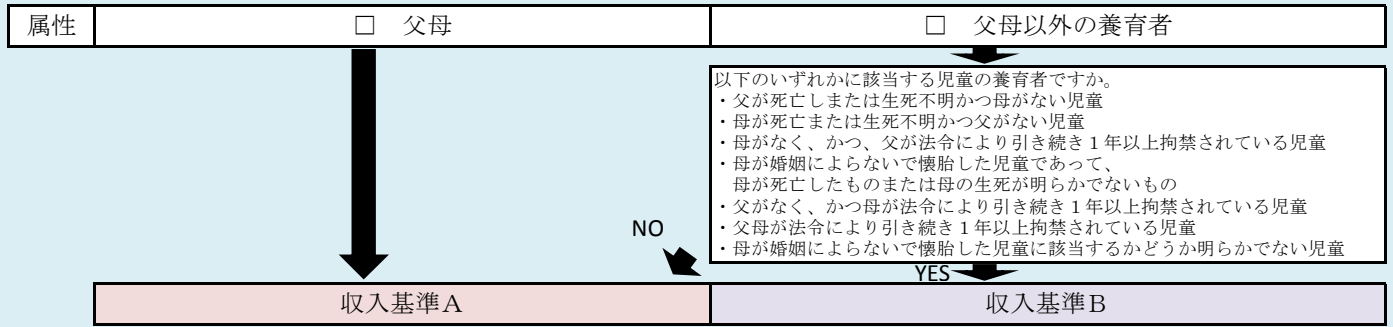 属性
□　父母
□　父母以外の養育者
以下のいずれかに該当する児童の養育者ですか。
・父が死亡しまたは生死不明かつ母がない児童
・母が死亡または生死不明かつ父がない児童
・母がなく、かつ、父が法令により引き続き１年以上拘禁されている児童
・母が婚姻によらないで懐胎した児童であって、
　母が死亡したものまたは母の生死が明らかでないもの
・父がなく、かつ母が法令により引き続き１年以上拘禁されている児童
・父母が法令により引き続き１年以上拘禁されている児童
・母が婚姻によらないで懐胎した児童に該当するかどうか明らかでない児童
NO
YES
収入基準Ａ
収入基準Ｂ